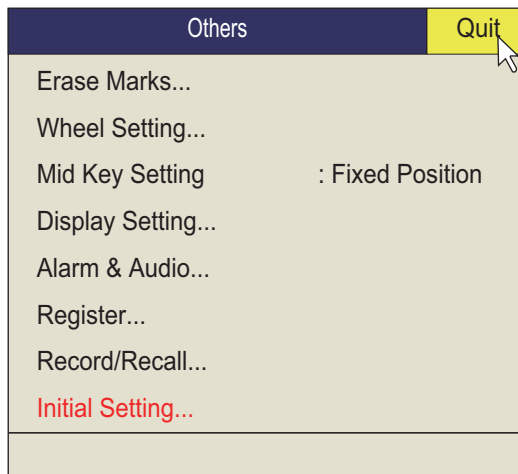 Others Quit
Erase Marks...
Wheel Setting...
Mid Key Setting : Fixed Position
Display Setting...
Alarm & Audio...
Register...
Record/Recall...
Initial Setting...